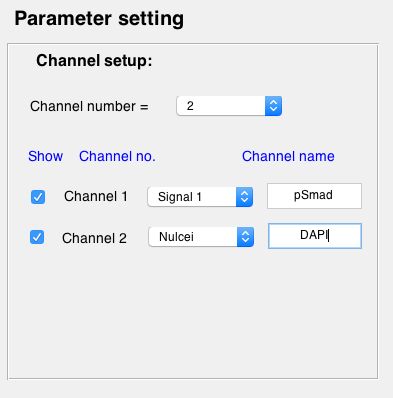 Parameter setting
Channel setup:
Channel number = 2
Show Channel no. Channel name
Channel 1 Signal 1 pSmad
Channel 2 Nulcei DAPI